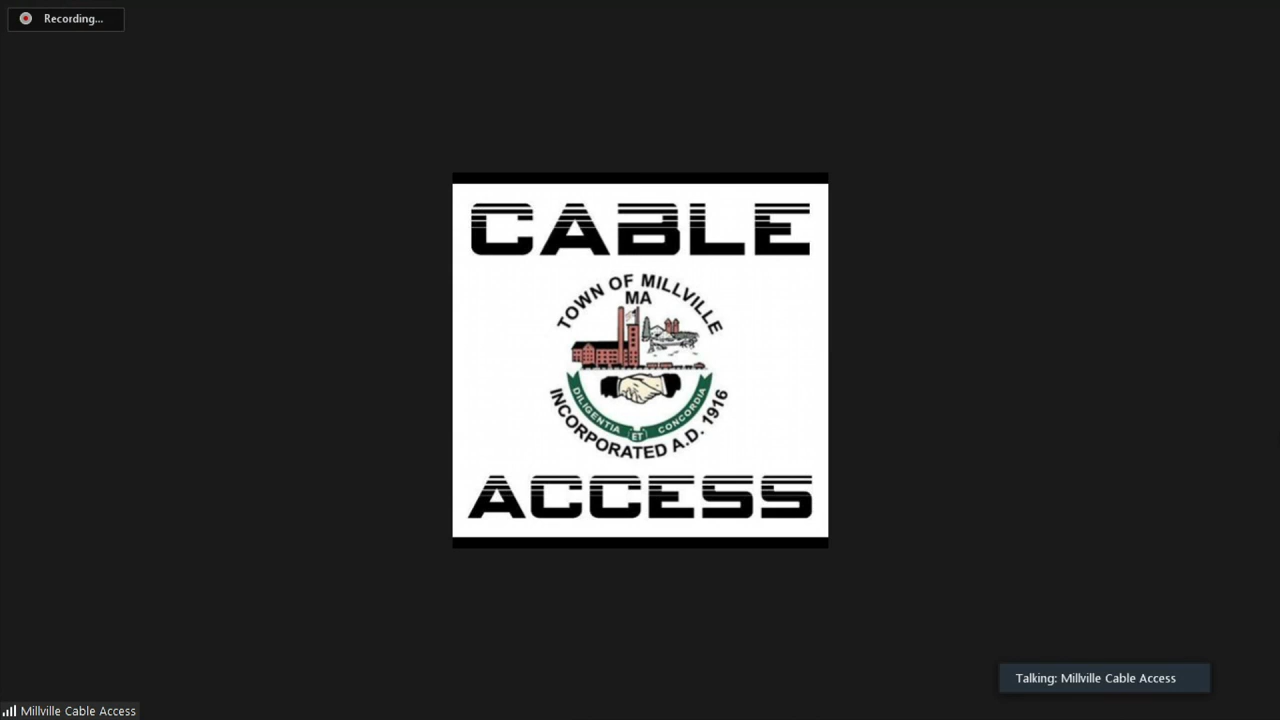 Recording...
CABLE
TOWN OF MILLVILLE
MA
DILIGENTIA ET CONCORDIA
INCORPORATED A.D. 1916
ACCESS
Talking: Millville Cable Access
Millville Cable Access